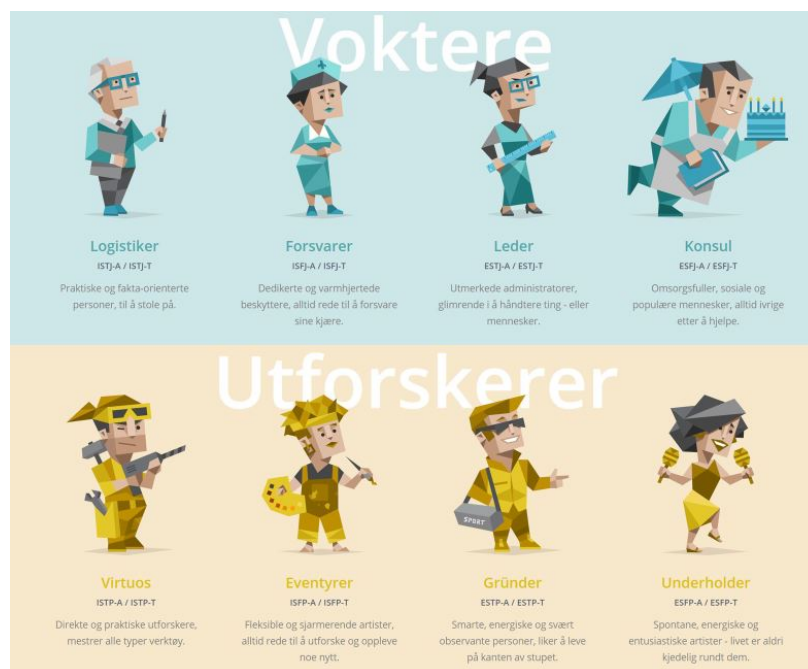 Voktere
Logistiker
ISTJ-A / ISTJ-T
Praktiske og fakta-orienterte
personer, til å stole på.
Forsvarer
ISFJ-A / ISFJ-T
Dedikerte og varmhjertede
beskyttere, alltid rede til å forsvare
sine kjære.
Leder
ESTJ-A / ESTJ-T
Utmerkede administratorer,
glimrende i å håndtere ting - eller
mennesker.
Konsul
ESFJ-A / ESFJ-T
Omsorgsfuller, sosiale og
populære mennesker, alltid ivrige
etter å hjelpe.
Utforskerer
SPORT
Virtuos
ISTP-A / ISTP-T
Direkte og praktiske utforskere,
mestrer alle typer verktøy.
Eventyrer
ISFP-A / ISFP-T
Fleksible og sjarmerende artister,
alltid rede til å utforske og oppleve
noe nytt.
Gründer
ESTP-A / ESTP-T
Smarte, energiske og svært
observante personer, liker å leve
på kanten av stupet.
Underholder
ESFP-A / ESFP-T
Spontane, energiske og
entusiastiske artister - livet er aldri
kjedelig rundt dem.